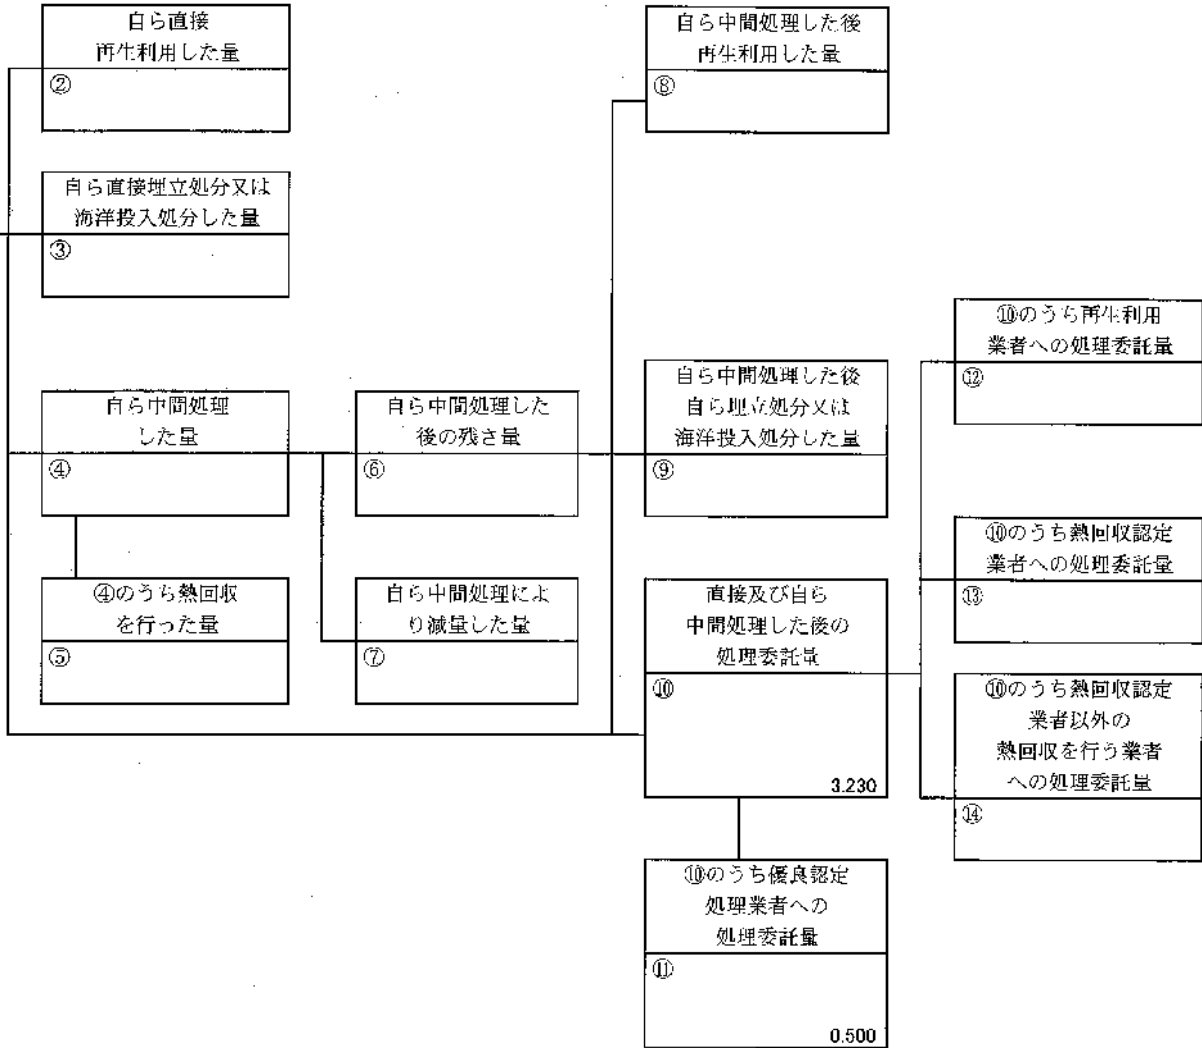 自ら直接
再生利用した量
②
自ら直接埋立処分又は
海洋投入処分した量
③
自ら中間処理
した量
④
④のうち熱回収
を行った量
⑤
自ら中間処理した
後の残さ量
⑥
自ら中間処理によ
り減量した量
⑦
自ら中間処理した後
再生利用した量
⑧
自ら中間処理した後
自ら埋立処分又は
海洋投入処分した量
⑨
直接及び自ら
中間処理した後の
処理委託量
⑩
3.230
⑩のうち優良認定
処理業者への
処理委託量
⑪
0.500
⑩のうち再生利用
業者への処理委託量
⑫
⑩のうち熱回収認定
業者への処理委託量
⑬
⑩のうち熱回収認定
業者以外の
熱回収を行う業者
への処理委託量
⑭